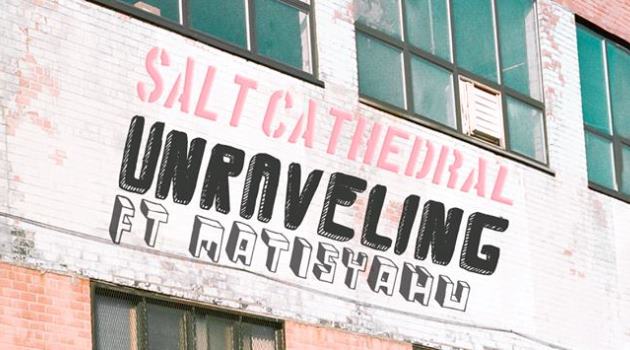 SALT CATHEDRAL
UNRAVELING
FT MATISYAHU